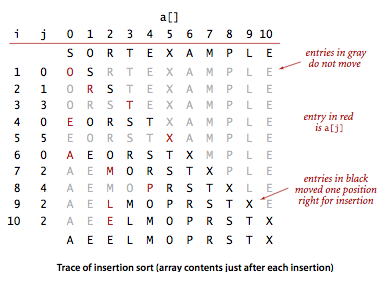 a[]
i j 0 1 2 3 4 5 6 7 8 9 10
S O R T E X A M P L E
entries in gray
do not move
1 0 O S R T E X A M P L E
2 1 O R S T E X A M P L E
3 3 O R S T E X A M P L E
4 0 E O R S T X A M P L E
entry in red
is a[j]
5 5 E O R S T X A M P L E
6 0 A E O R S T X M P L E
7 2 A E M O R S T X P L E
8 4 A E M O P R S T X L E
entries in black
moved one position
right for insertion
9 2 A E L M O P R S T X E
10 2 A E E L M O P R S T X
A E E L M O P R S T X
Trace of insertion sort (array contents just after each insertion)